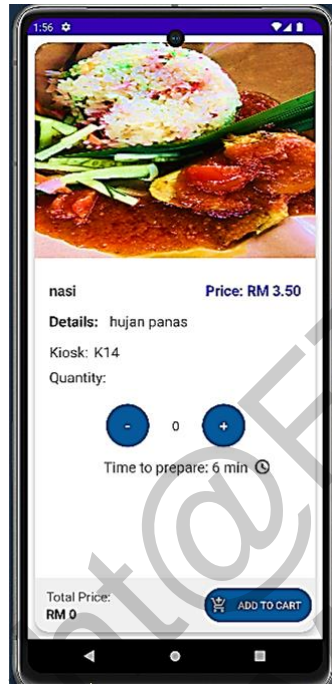 1:56
nasi Price: RM 3.50
Details: hujan panas
Kiosk: K14
Quantity:
- 0 +
Time to prepare: 6 min
Total Price:
RM 0
ADD TO CART